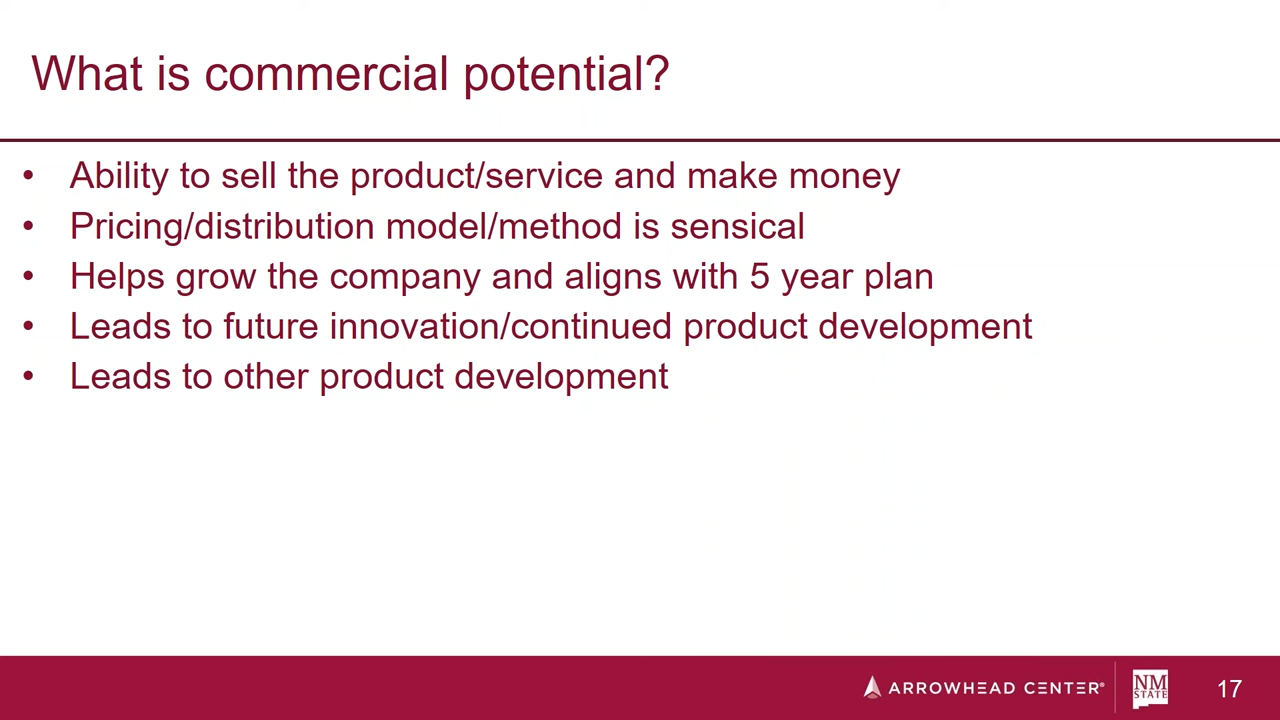 What is commercial potential?
• Ability to sell the product/service and make money
• Pricing/distribution model/method is sensical
• Helps grow the company and aligns with 5 year plan
• Leads to future innovation/continued product development
• Leads to other product development
ARROWHEAD CENTER®
NM
STATE
17